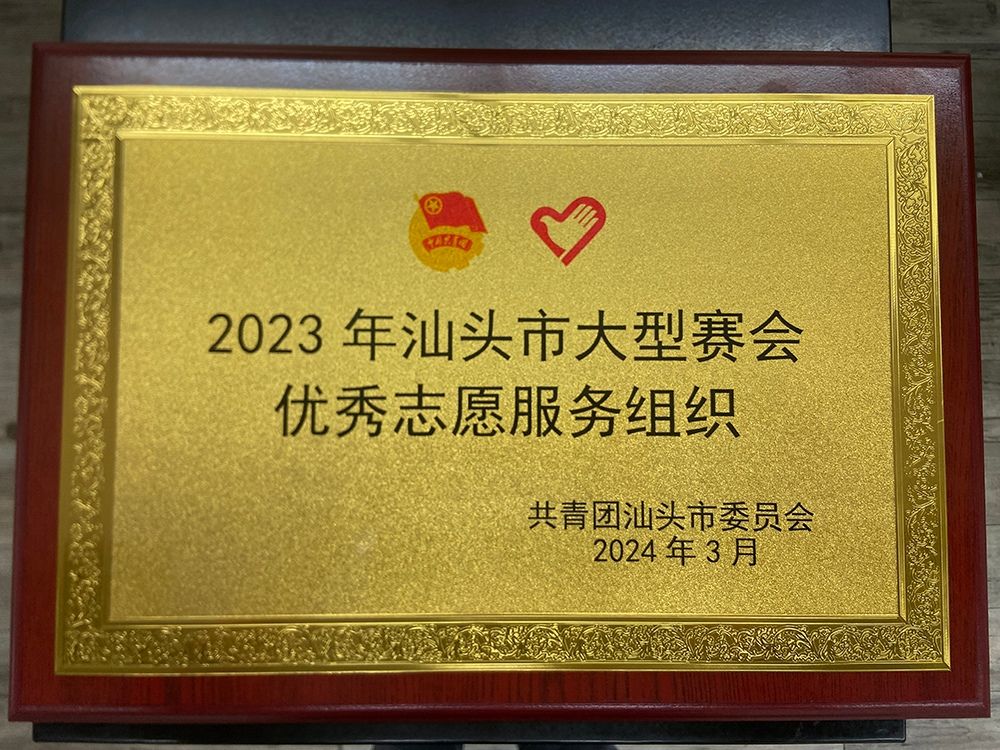 2023 年汕头市大型赛会
优秀志愿服务组织
共青团汕头市委员会
2024 年 3 月